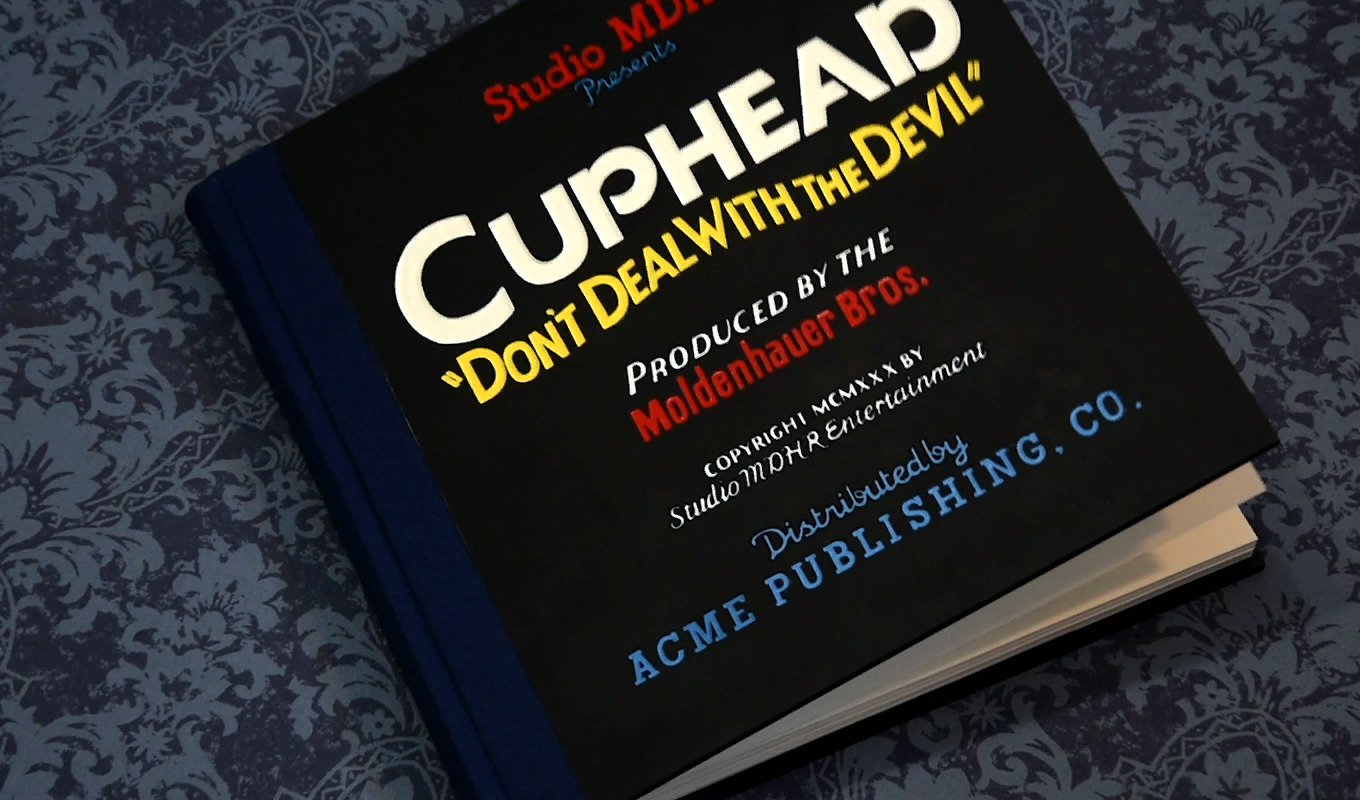 Studio
Presents
CUPHEAD
"DON'T DEAL WITH THE DEVIL"
PRODUCED BY THE
Moldenhauer Bros.
COPYRIGHT MCMXXX BY
Studio MDHR Entertainment
Distributed by
ACME PUBLISHING, CO.